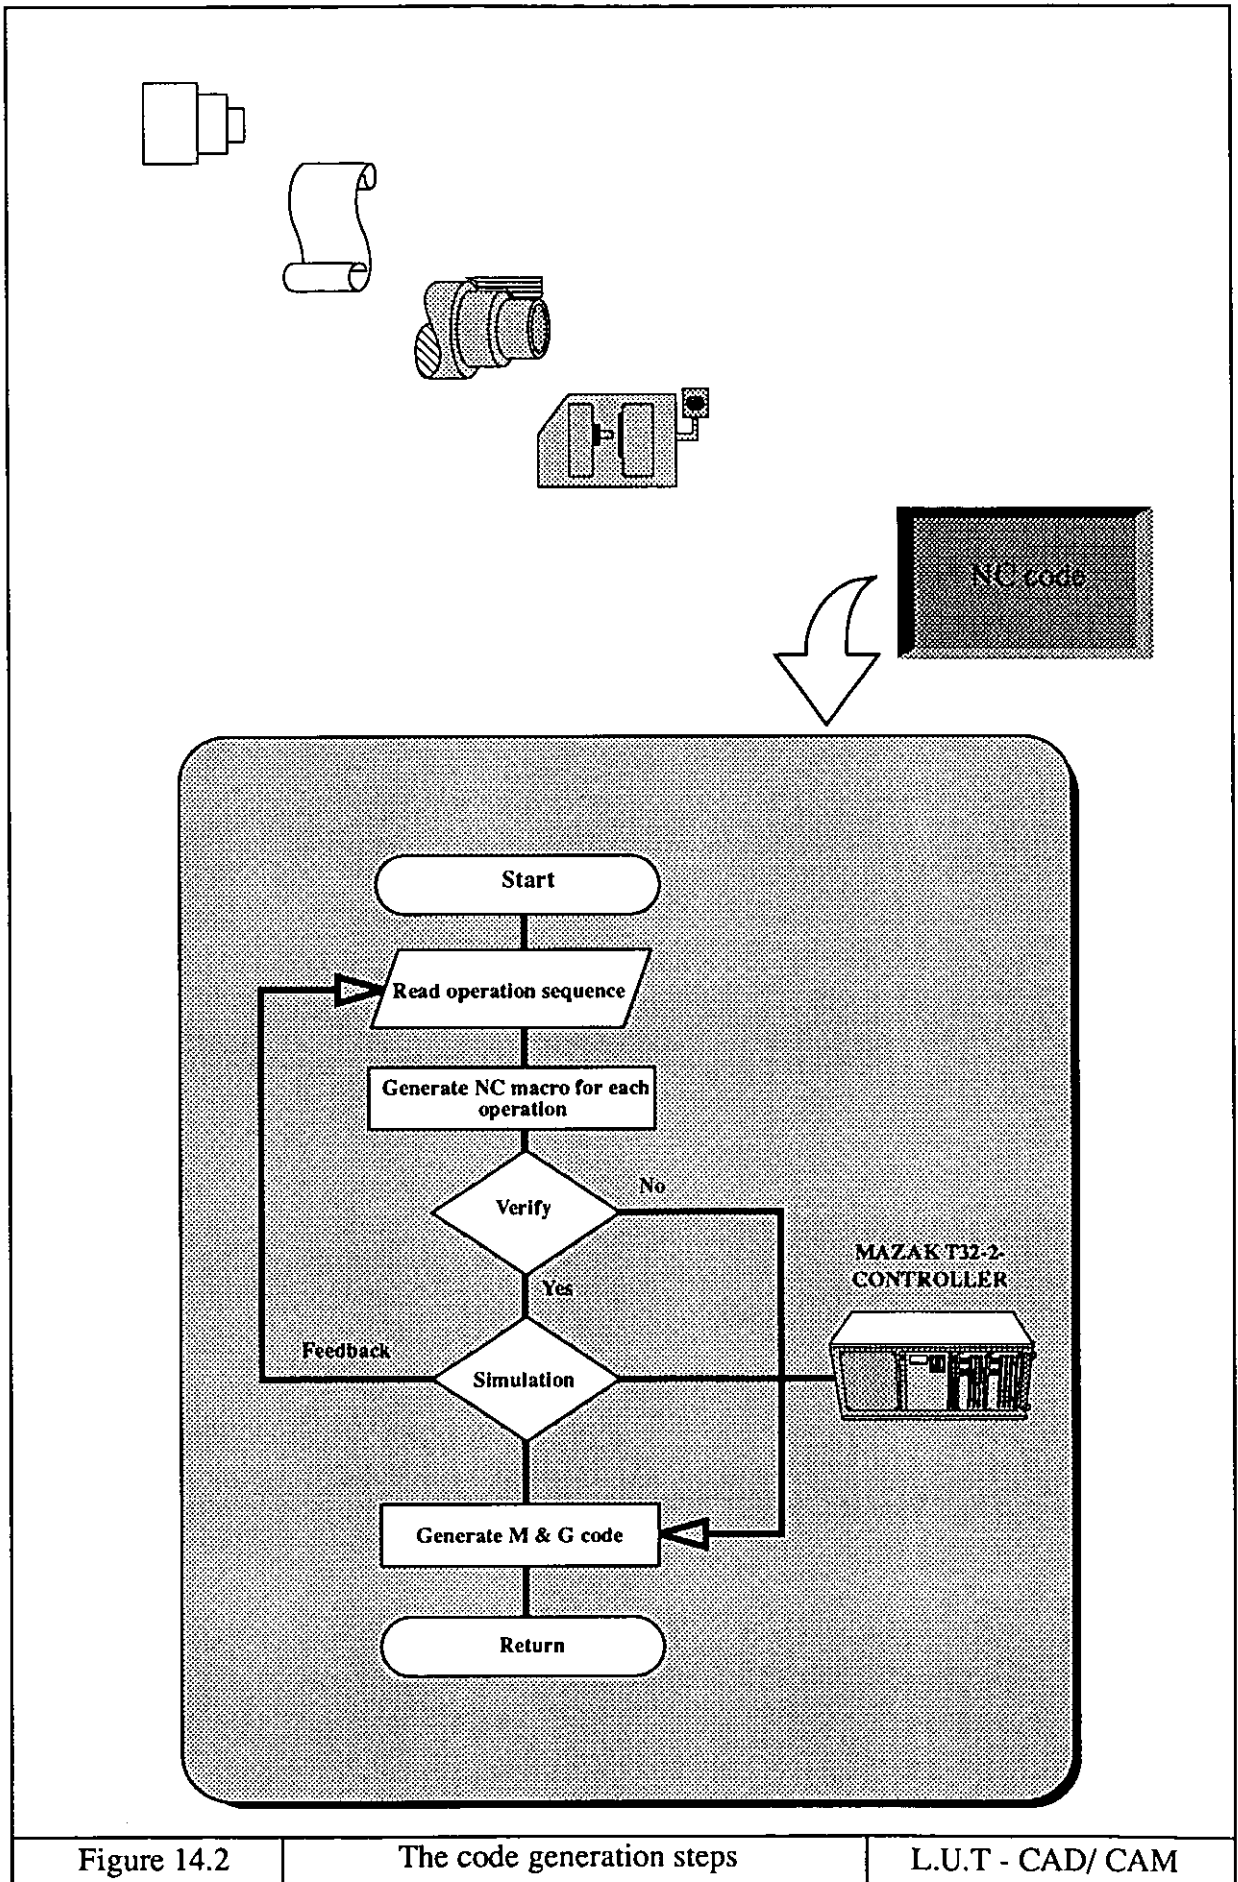 NC code
Start
Read operation sequence
Generate NC macro for each
operation
Verify
No
Yes
MAZAK T32-2-
CONTROLLER
Feedback
Simulation
Generate M & G code
Return
Figure 14.2
The code generation steps
L.U.T - CAD/ CAM